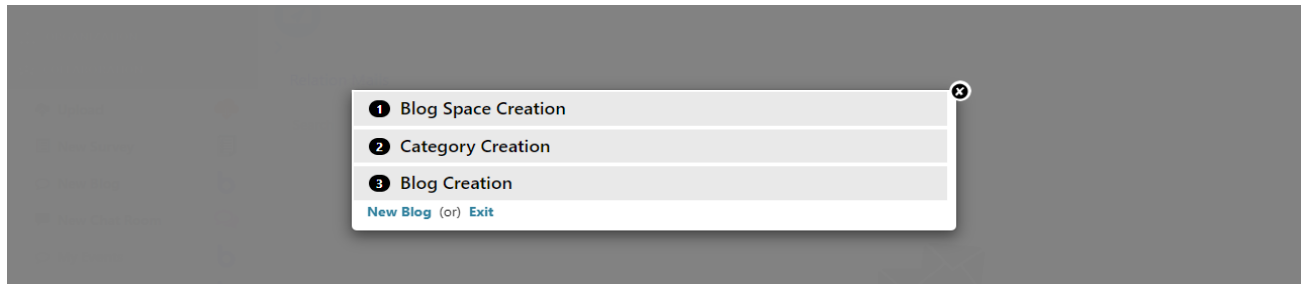 1 Blog Space Creation
2 Category Creation
3 Blog Creation
New Blog (or) Exit